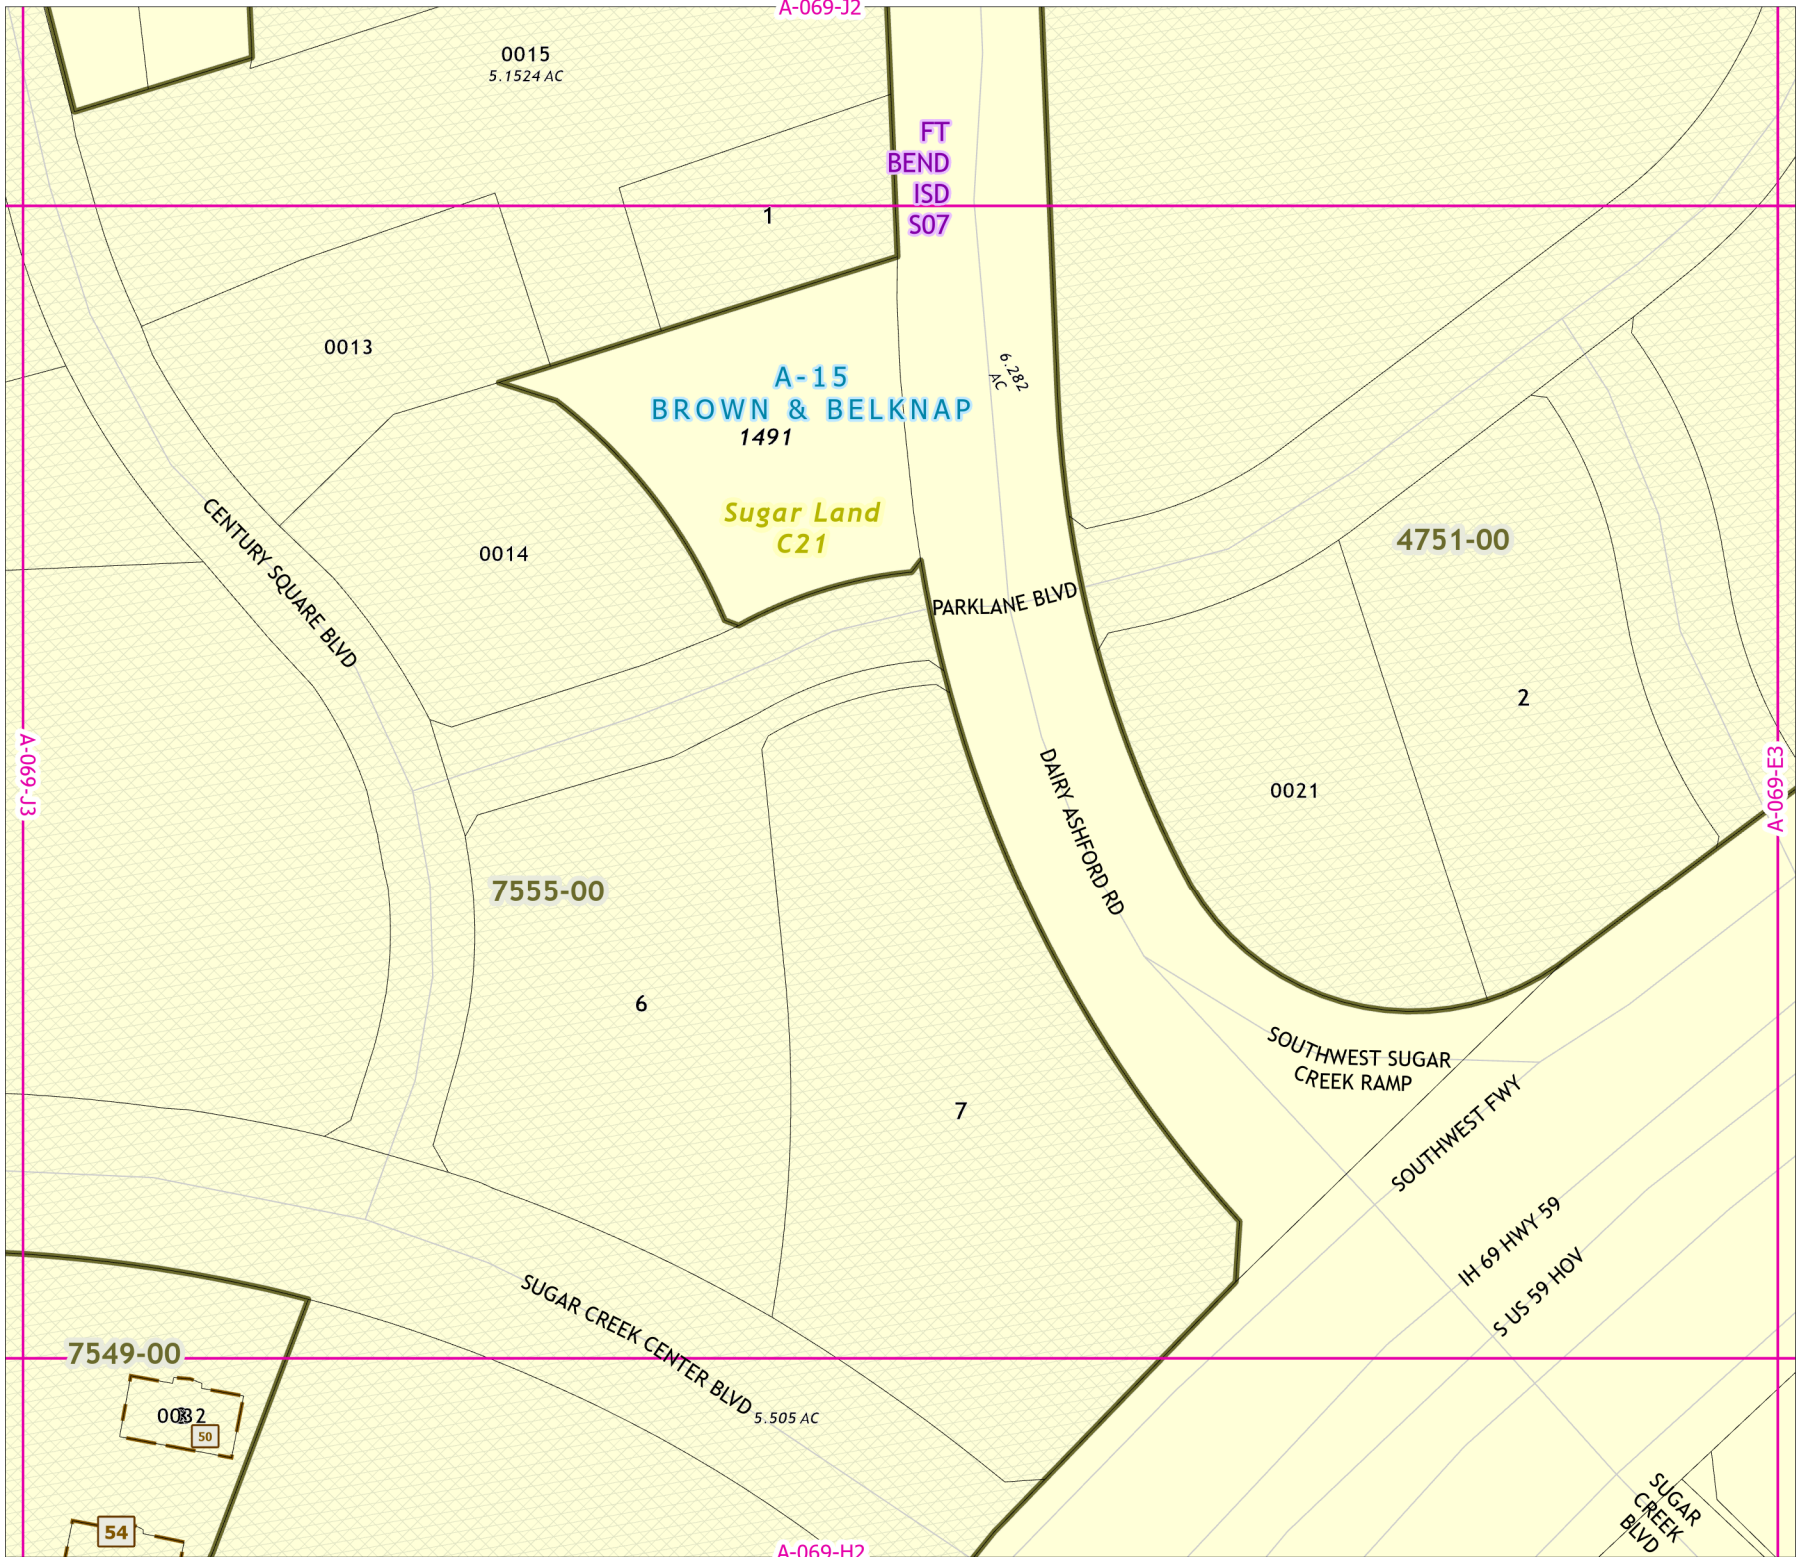 A-069-J2
0015
5.1524 AC
FT
BEND
ISD
S07
1
0013
6.282
AC
A-15
BROWN & BELKNAP
1491
Sugar Land
C21
CENTURY SQUARE BLVD
0014
4751-00
PARKLANE BLVD
2
A-069-J3
A-069-E3
0021
DAIRY ASHFORD RD
7555-00
6
7
SOUTHWEST SUGAR
CREEK RAMP
SOUTHWEST FWY
IH 69 HWY 59
S US 59 HOV
SUGAR CREEK CENTER BLVD
5.505 AC
7549-00
50
54
SUGAR
CREEK
BLVD
A-069-H2